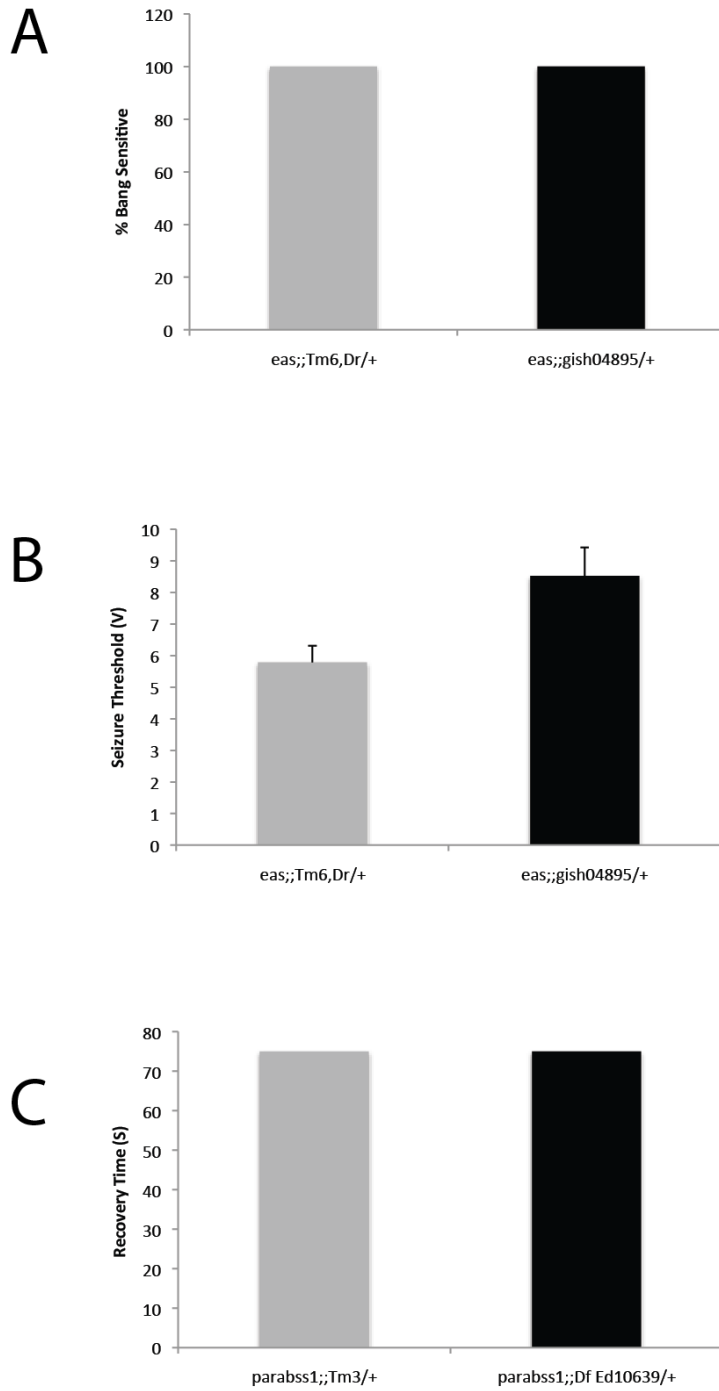 A
% Bang Sensitive
120
100
80
60
40
20
0
eas;;Tm6,Dr/+
eas;;gish04895/+
B
Seizure Threshold (V)
10
9
8
7
6
5
4
3
2
1
0
eas;;Tm6,Dr/+
eas;;gish04895/+
C
Recovery Time (S)
80
70
60
50
40
30
20
10
0
parabss1;;Tm3/+
parabss1;;Df Ed10639/+